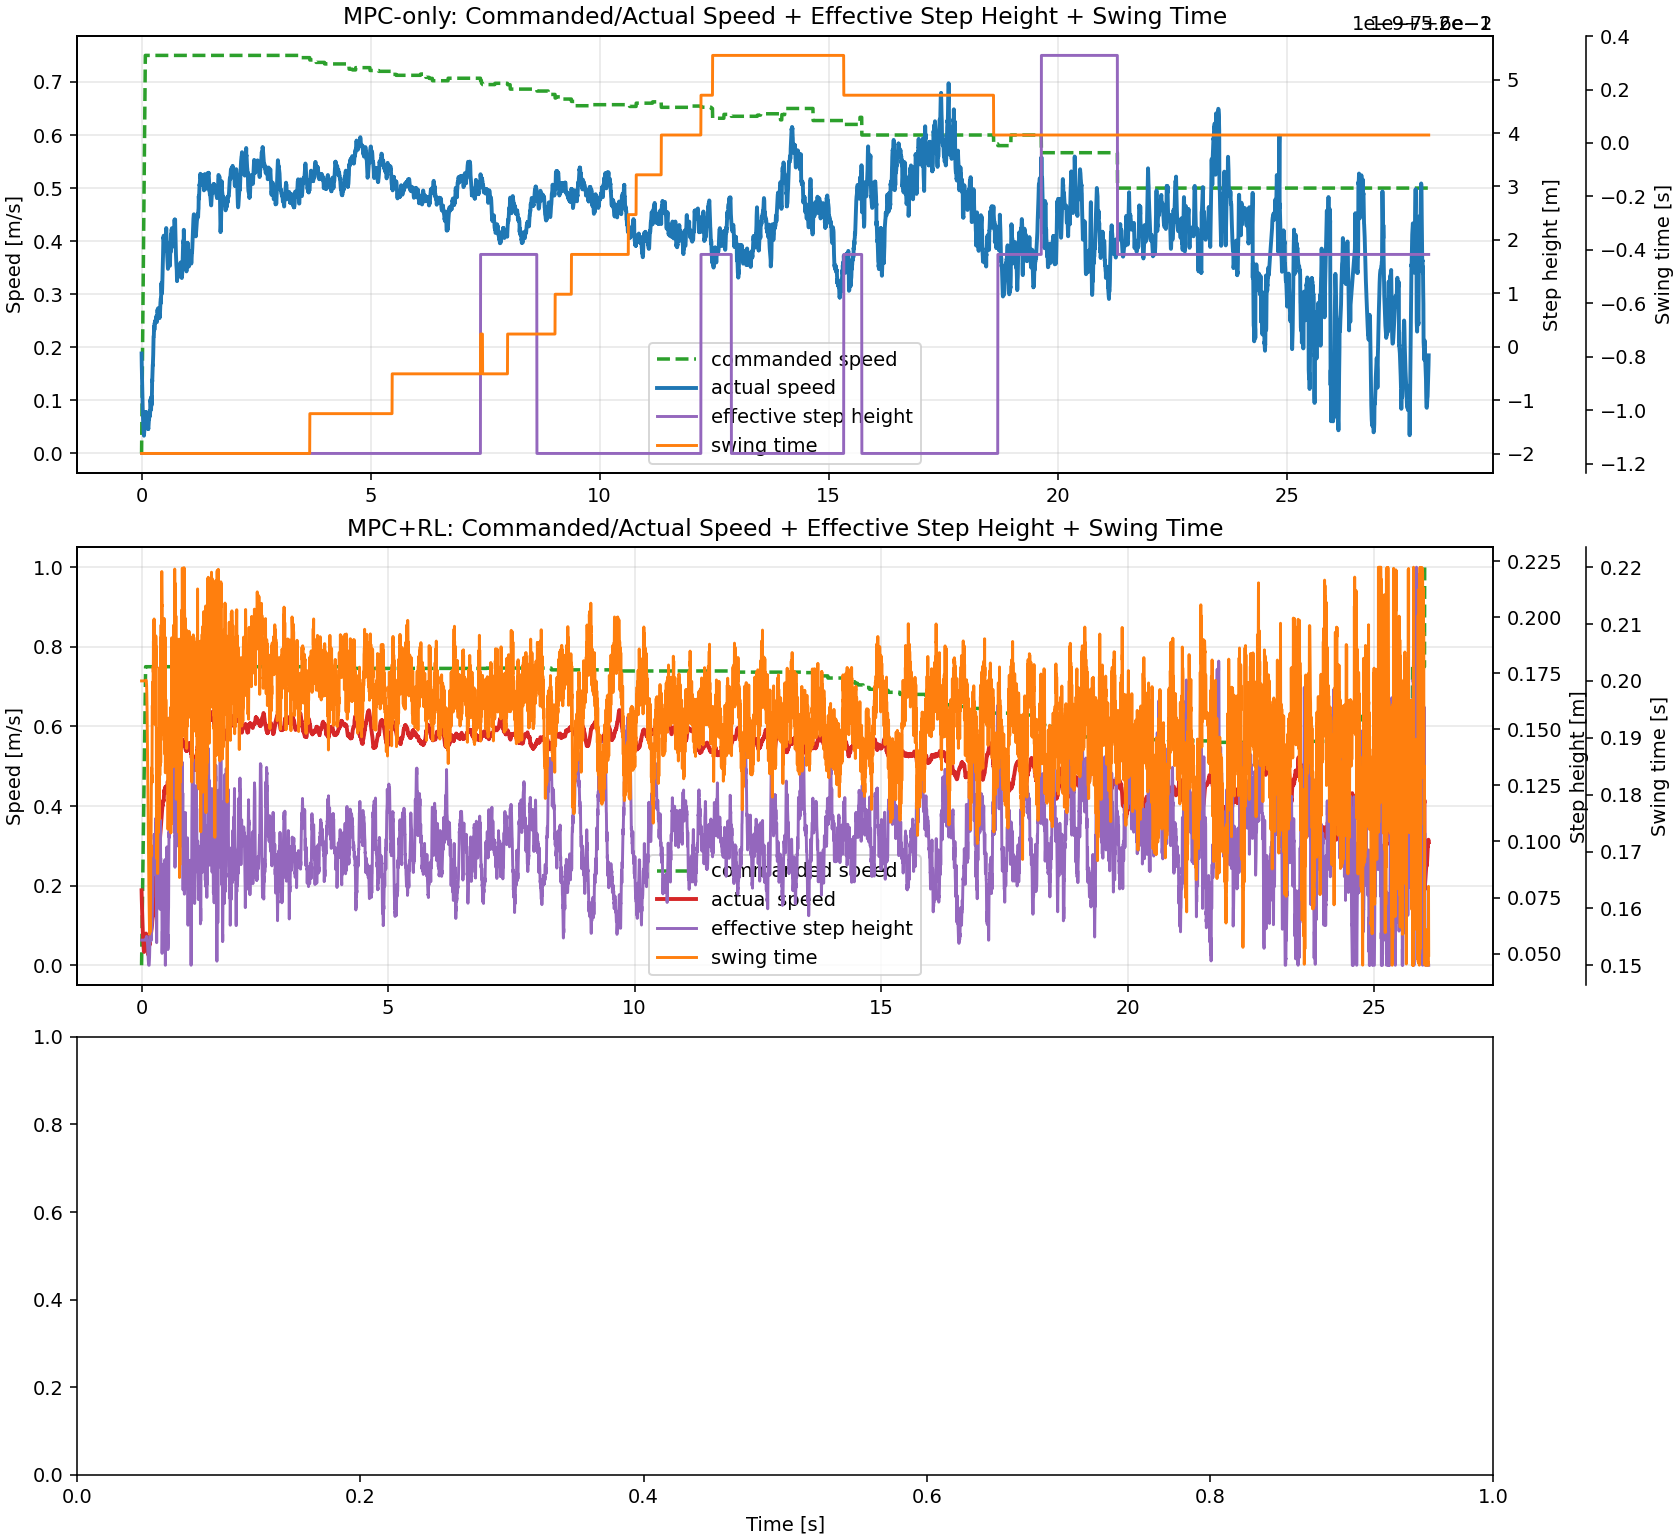 MPC-only: Commanded/Actual Speed + Effective Step Height + Swing Time
Speed [m/s]
0.7
0.6
0.5
0.4
0.3
0.2
0.1
0.0
0 5 10 15 20 25
5
4
3
2
1
0
−1
−2
Step height [m]
0.4
0.2
0.0
−0.2
−0.4
−0.6
−0.8
−1.0
−1.2
Swing time [s]
commanded speed
actual speed
effective step height
swing time
MPC+RL: Commanded/Actual Speed + Effective Step Height + Swing Time
Speed [m/s]
1.0
0.8
0.6
0.4
0.2
0.0
0 5 10 15 20 25
0.225
0.200
0.175
0.150
0.125
0.100
0.075
0.050
Step height [m]
0.22
0.21
0.20
0.19
0.18
0.17
0.16
0.15
Swing time [s]
commanded speed
actual speed
effective step height
swing time
1.0
0.8
0.6
0.4
0.2
0.0
0.0 0.2 0.4 0.6 0.8 1.0
Time [s]